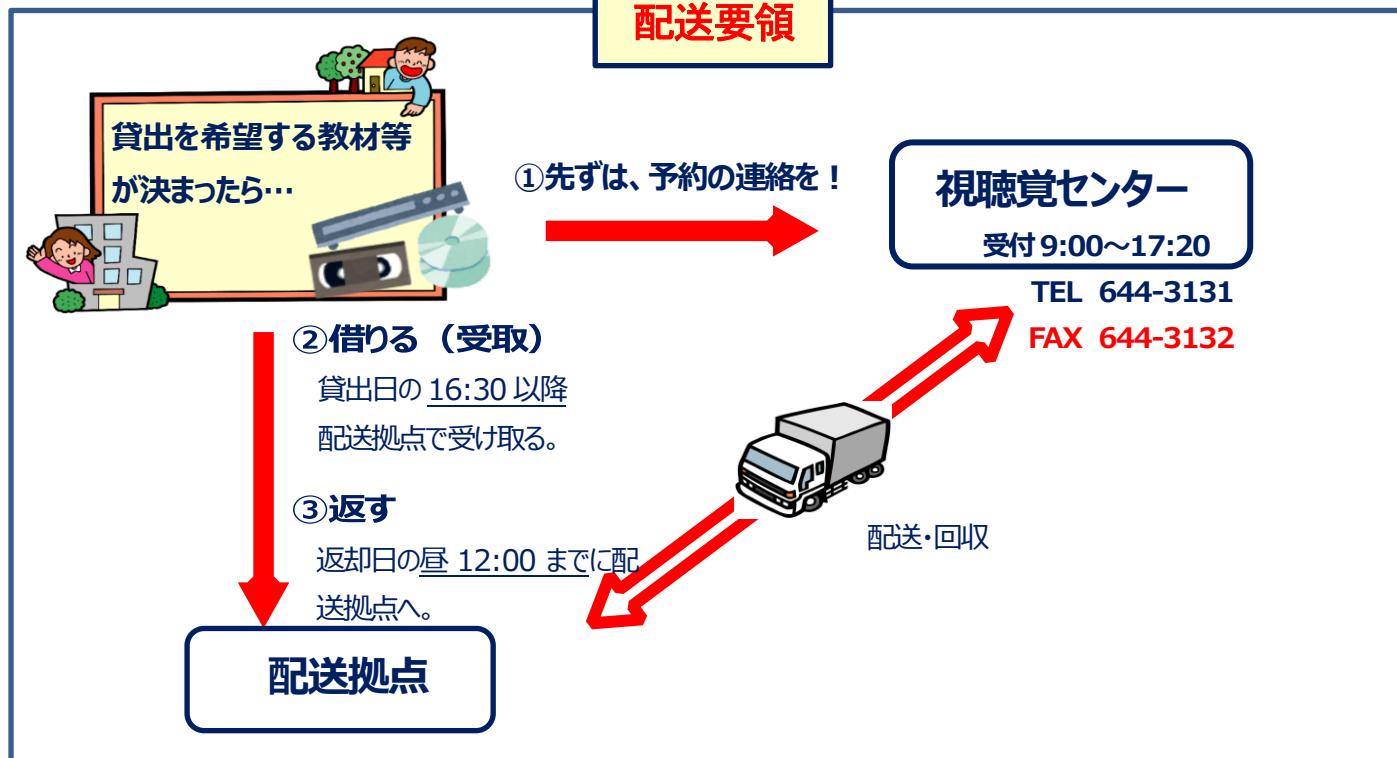 配送要領
貸出を希望する教材等
が決まったら…
①先ずは、予約の連絡を！
視聴覚センター
受付 9:00～17:20
TEL 644-3131
FAX 644-3132
②借りる（受取）
貸出日の 16:30 以降
配送拠点で受け取る。
③返す
返却日の昼 12:00 までに配
送拠点へ。
配送・回収
配送拠点